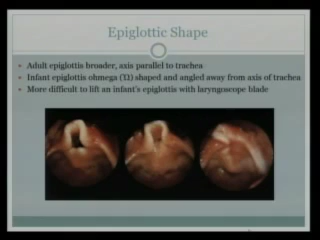 Epiglottic Shape
Adult epiglottis broader, axis parallel to trachea
Infant epiglottis ohmega (Ώ) shaped and angled away from axis of trachea
More difficult to lift an infant's epiglottis with laryngoscope blade